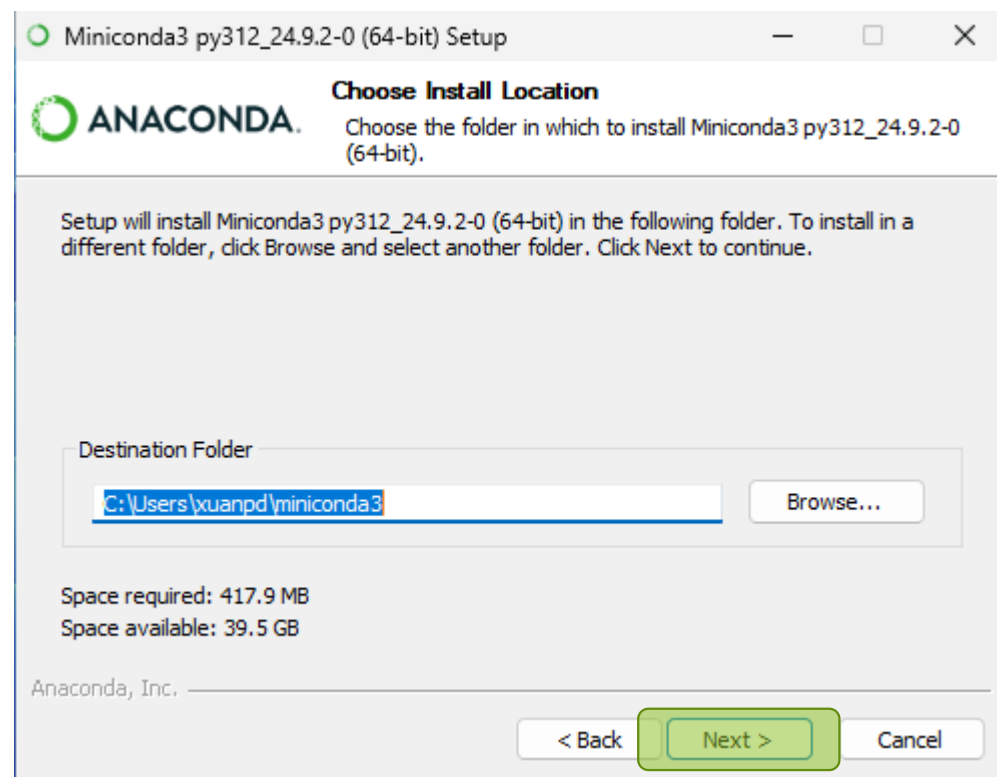 Miniconda3 py312_24.9.2-0 (64-bit) Setup
ANACONDA.
Choose Install Location
Choose the folder in which to install Miniconda3 py312_24.9.2-0
(64-bit).
Setup will install Miniconda3 py312_24.9.2-0 (64-bit) in the following folder. To install in a
different folder, click Browse and select another folder. Click Next to continue.
Destination Folder
C:\Users\xuanpd\miniconda3
Browse...
Space required: 417.9 MB
Space available: 39.5 GB
Anaconda, Inc.
< Back
Next >
Cancel